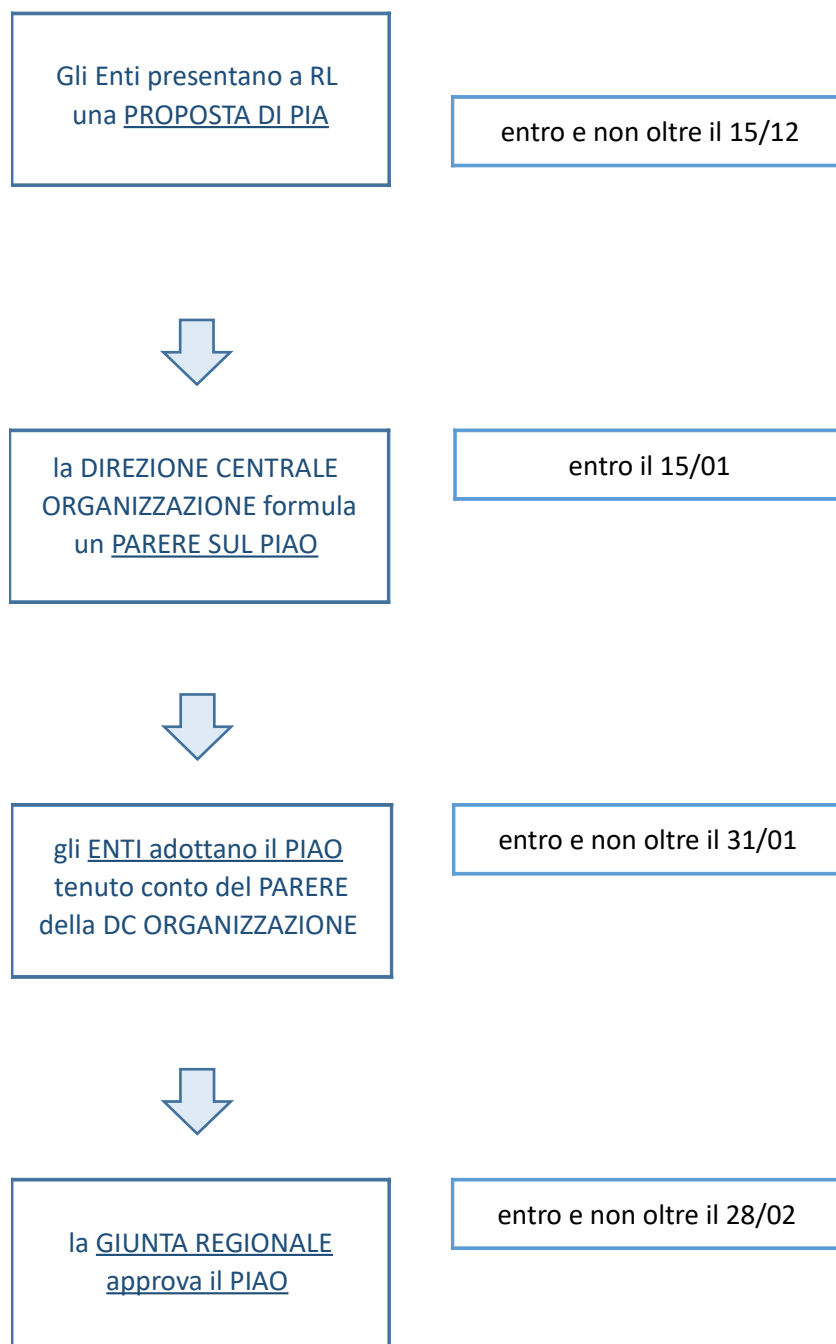 Gli Enti presentano a RL
una PROPOSTA DI PIA
entro e non oltre il 15/12
la DIREZIONE CENTRALE
ORGANIZZAZIONE formula
un PARERE SUL PIAO
entro il 15/01
gli ENTI adottano il PIAO
tenuto conto del PARERE
della DC ORGANIZZAZIONE
entro e non oltre il 31/01
la GIUNTA REGIONALE
approva il PIAO
entro e non oltre il 28/02